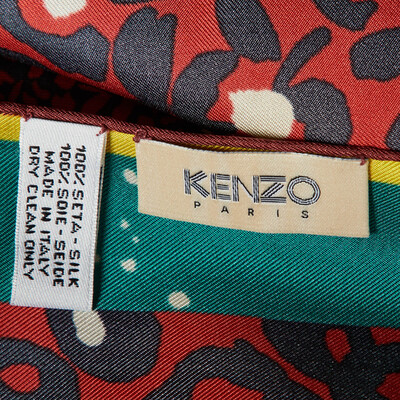 100% SETA - SILK
100% SOIE - SEIDE
MADE IN ITALY
DRY CLEAN ONLY
KENZO
PARIS